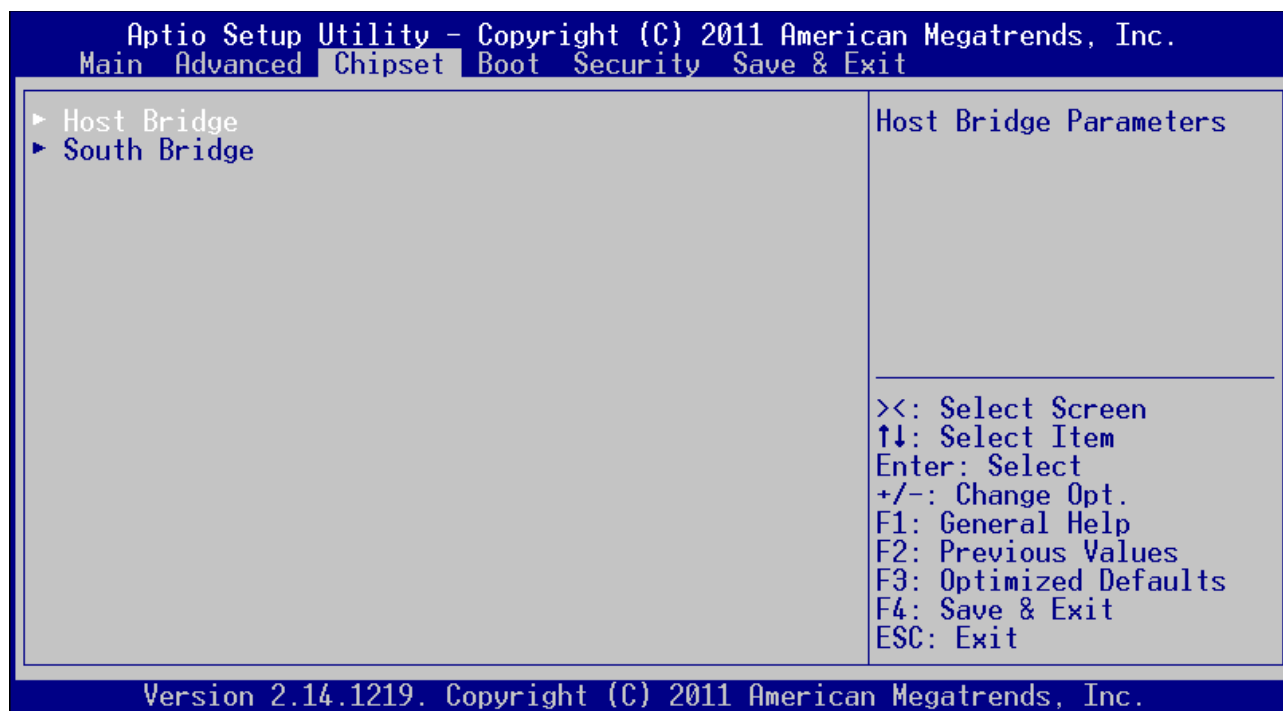 Aptio Setup Utility – Copyright (C) 2011 American Megatrends, Inc.
Main Advanced Chipset Boot Security Save & Exit
► Host Bridge
► South Bridge
Host Bridge Parameters
><: Select Screen
↑↓: Select Item
Enter: Select
+/-: Change Opt.
F1: General Help
F2: Previous Values
F3: Optimized Defaults
F4: Save & Exit
ESC: Exit
Version 2.14.1219. Copyright (C) 2011 American Megatrends, Inc.